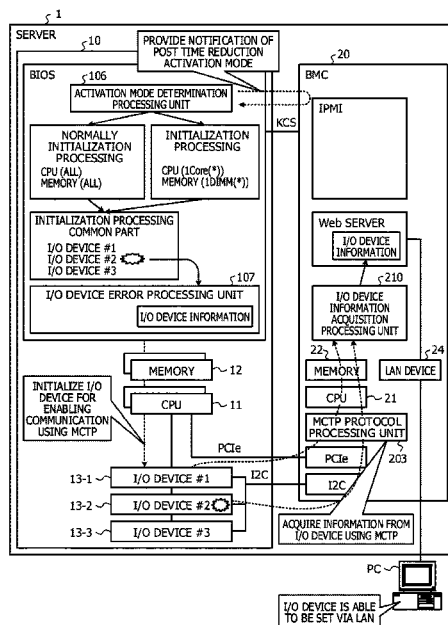 1
SERVER
10
PROVIDE NOTIFICATION OF
POST TIME REDUCTION
ACTIVATION MODE
20
BIOS
106
BMC
ACTIVATION MODE DETERMINATION
PROCESSING UNIT
IPMI
KCS
NORMALLY
INITIALIZATION
PROCESSING
CPU (ALL)
MEMORY (ALL)
INITIALIZATION
PROCESSING
CPU (1Core(*))
MEMORY (1DIMM(*))
INITIALIZATION PROCESSING
COMMON PART
I/O DEVICE #1
I/O DEVICE #2
I/O DEVICE #3
107
Web SERVER
I/O DEVICE
INFORMATION
210
I/O DEVICE ERROR PROCESSING UNIT
I/O DEVICE INFORMATION
I/O DEVICE
INFORMATION
ACQUISITION
PROCESSING
UNIT
24
22
MEMORY
12
MEMORY
LAN DEVICE
INITIALIZE I/O
DEVICE FOR
ENABLING
COMMUNICATION
USING MCTP
CPU
11
CPU
21
MCTP PROTOCOL
PROCESSING UNIT
203
PCIe
PCIe
13-1
I/O DEVICE #1
I2C
I2C
13-2
I/O DEVICE #2
13-3
I/O DEVICE #3
ACQUIRE INFORMATION FROM
I/O DEVICE USING MCTP
PC
I/O DEVICE IS ABLE
TO BE SET VIA LAN